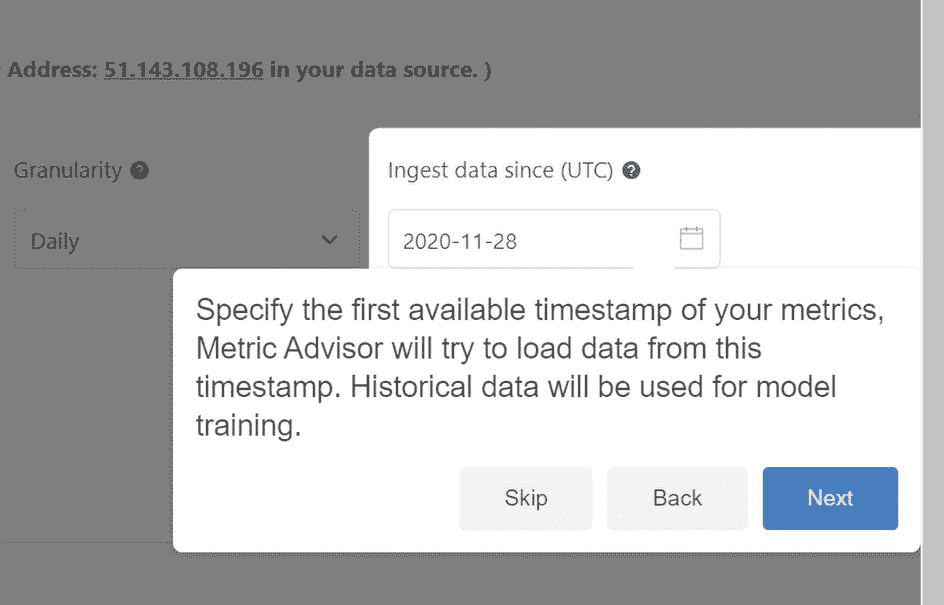 Address: 51.143.108.196 in your data source. )
Granularity ?
Ingest data since (UTC) ?
Daily
2020-11-28
Specify the first available timestamp of your metrics,
Metric Advisor will try to load data from this
timestamp. Historical data will be used for model
training.
Skip
Back
Next